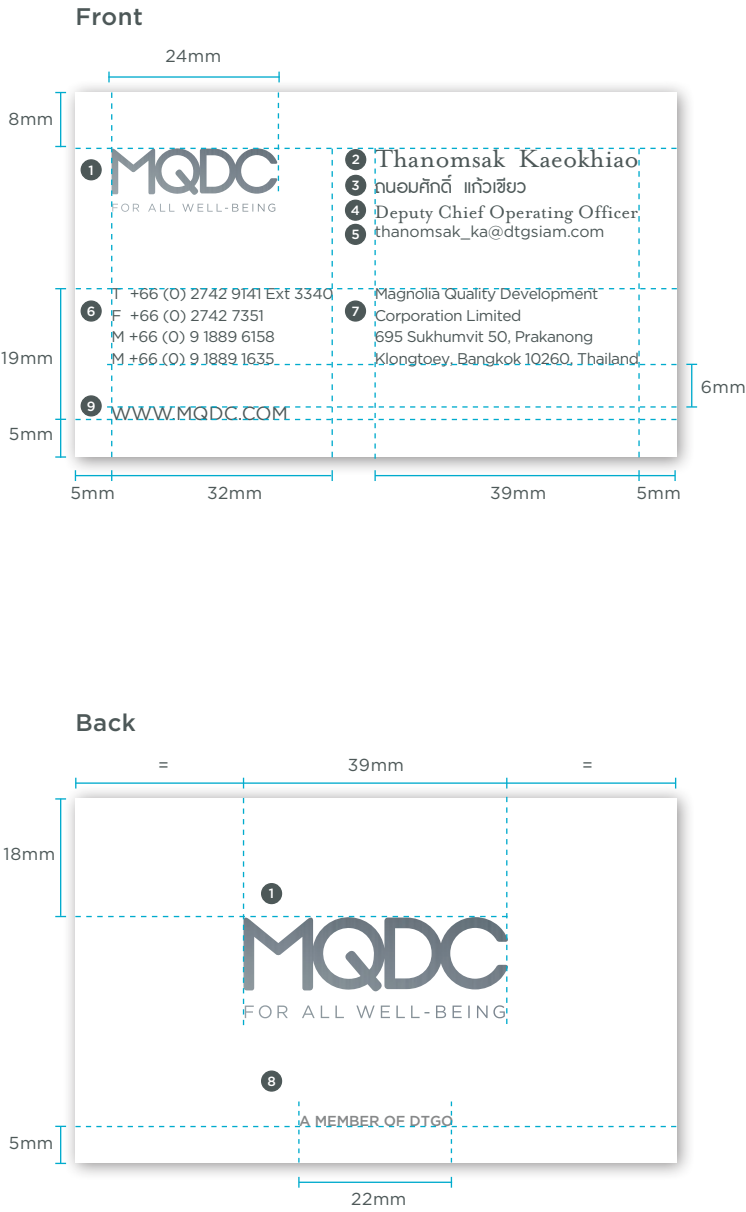 Front
24mm
8mm
1
MQDC
FOR ALL WELL-BEING
2 Thanomsak Kaeokhiao
3 ถนอมศักดิ์ แก้วเขียว
4 Deputy Chief Operating Officer
5 thanomsak_ka@dtgsiam.com
6
T +66 (0) 2742 9141 Ext 3340
F +66 (0) 2742 7351
M +66 (0) 9 1889 6158
M +66 (0) 9 1889 1635
7
Magnolia Quality Development
Corporation Limited
695 Sukhumvit 50, Prakanong
Klongtoey, Bangkok 10260, Thailand
19mm
6mm
9 WWW.MQDC.COM
5mm
5mm 32mm 39mm 5mm
Back
= 39mm =
18mm
1
MQDC
FOR ALL WELL-BEING
8
A MEMBER OF DTGO
5mm
22mm